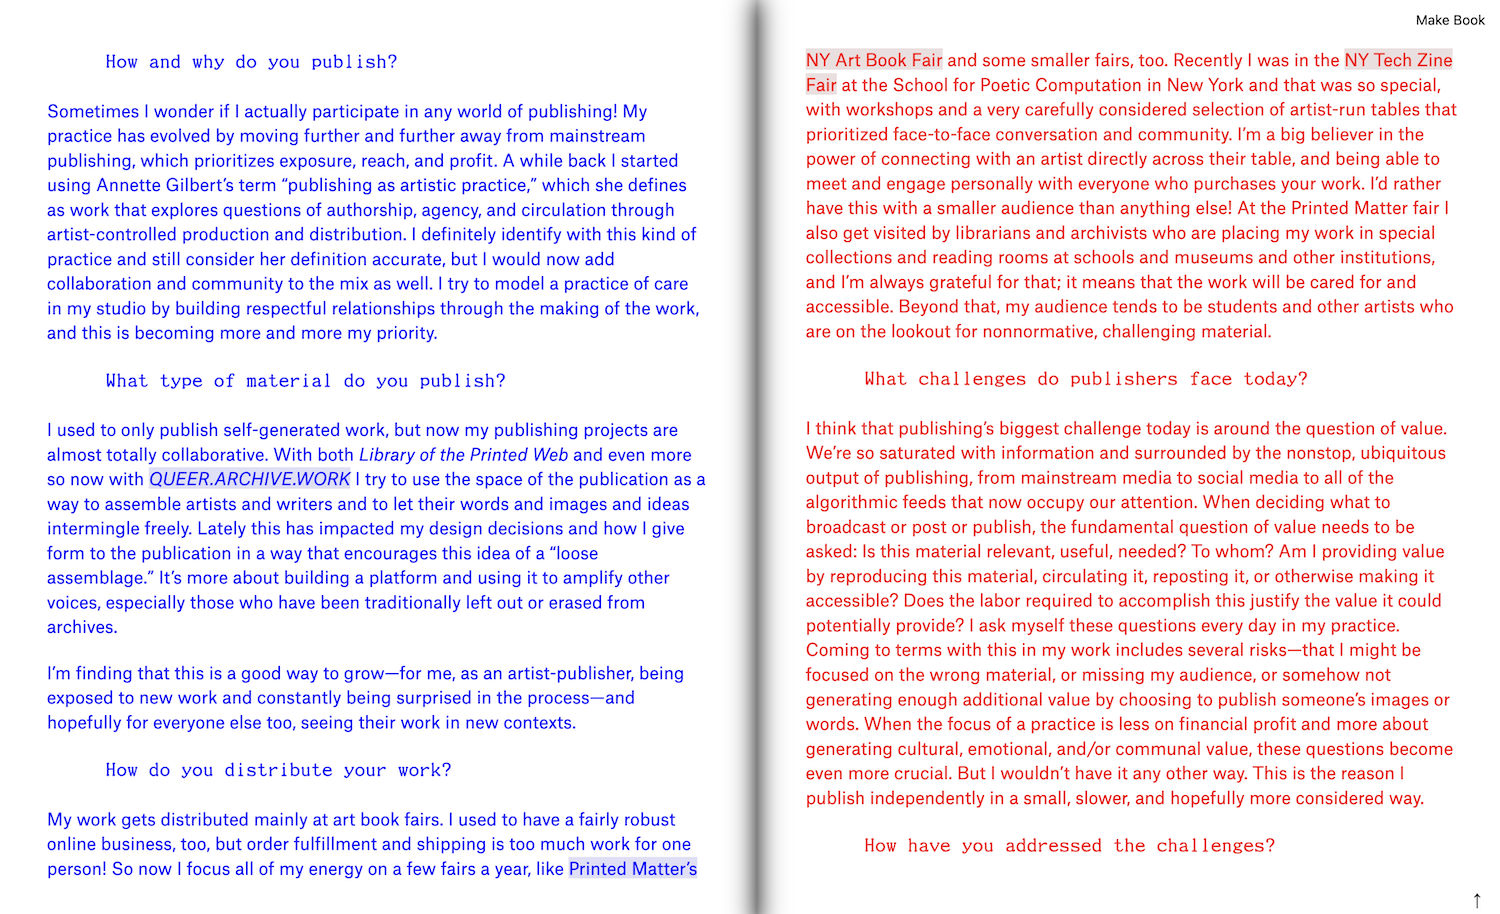 How and why do you publish?
Sometimes I wonder if I actually participate in any world of publishing! My
practice has evolved by moving further and further away from mainstream
publishing, which prioritizes exposure, reach, and profit. A while back I started
using Annette Gilbert’s term “publishing as artistic practice,” which she defines
as work that explores questions of authorship, agency, and circulation through
artist-controlled production and distribution. I definitely identify with this kind of
practice and still consider her definition accurate, but I would now add
collaboration and community to the mix as well. I try to model a practice of care
in my studio by building respectful relationships through the making of the work,
and this is becoming more and more my priority.
What type of material do you publish?
I used to only publish self-generated work, but now my publishing projects are
almost totally collaborative. With both Library of the Printed Web and even more
so now with QUEER.ARCHIVE.WORK I try to use the space of the publication as a
way to assemble artists and writers and to let their words and images and ideas
intermingle freely. Lately this has impacted my design decisions and how I give
form to the publication in a way that encourages this idea of a “loose
assemblage.” It’s more about building a platform and using it to amplify other
voices, especially those who have been traditionally left out or erased from
archives.
I’m finding that this is a good way to grow—for me, as an artist-publisher, being
exposed to new work and constantly being surprised in the process—and
hopefully for everyone else too, seeing their work in new contexts.
How do you distribute your work?
My work gets distributed mainly at art book fairs. I used to have a fairly robust
online business, too, but order fulfillment and shipping is too much work for one
person! So now I focus all of my energy on a few fairs a year, like Printed Matter’s
Make Book
NY Art Book Fair and some smaller fairs, too. Recently I was in the NY Tech Zine
Fair at the School for Poetic Computation in New York and that was so special,
with workshops and a very carefully considered selection of artist-run tables that
prioritized face-to-face conversation and community. I’m a big believer in the
power of connecting with an artist directly across their table, and being able to
meet and engage personally with everyone who purchases your work. I’d rather
have this with a smaller audience than anything else! At the Printed Matter fair I
also get visited by librarians and archivists who are placing my work in special
collections and reading rooms at schools and museums and other institutions,
and I’m always grateful for that; it means that the work will be cared for and
accessible. Beyond that, my audience tends to be students and other artists who
are on the lookout for nonnormative, challenging material.
What challenges do publishers face today?
I think that publishing’s biggest challenge today is around the question of value.
We’re so saturated with information and surrounded by the nonstop, ubiquitous
output of publishing, from mainstream media to social media to all of the
algorithmic feeds that now occupy our attention. When deciding what to
broadcast or post or publish, the fundamental question of value needs to be
asked: Is this material relevant, useful, needed? To whom? Am I providing value
by reproducing this material, circulating it, reposting it, or otherwise making it
accessible? Does the labor required to accomplish this justify the value it could
potentially provide? I ask myself these questions every day in my practice.
Coming to terms with this in my work includes several risks—that I might be
focused on the wrong material, or missing my audience, or somehow not
generating enough additional value by choosing to publish someone’s images or
words. When the focus of a practice is less on financial profit and more about
generating cultural, emotional, and/or communal value, these questions become
even more crucial. But I wouldn’t have it any other way. This is the reason I
publish independently in a small, slower, and hopefully more considered way.
How have you addressed the challenges?
↑